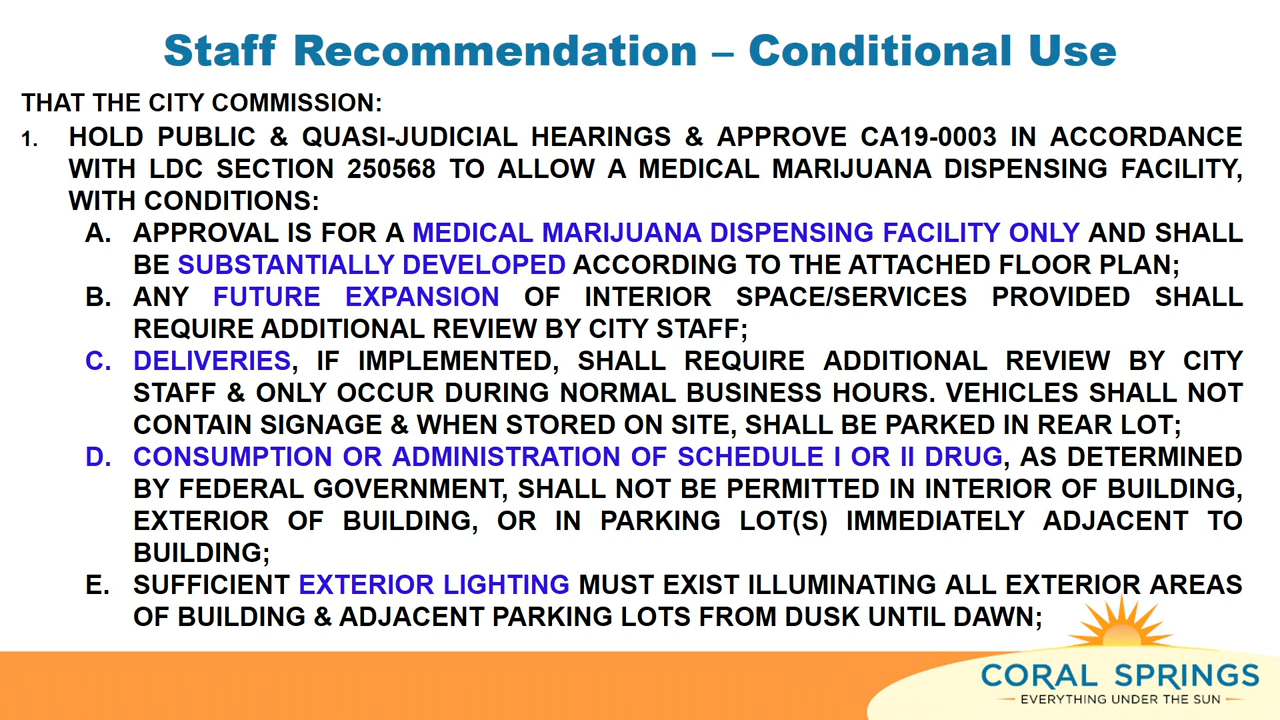 Staff Recommendation – Conditional Use
THAT THE CITY COMMISSION:
1. HOLD PUBLIC & QUASI-JUDICIAL HEARINGS & APPROVE CA19-0003 IN ACCORDANCE
WITH LDC SECTION 250568 TO ALLOW A MEDICAL MARIJUANA DISPENSING FACILITY,
WITH CONDITIONS:
A. APPROVAL IS FOR A MEDICAL MARIJUANA DISPENSING FACILITY ONLY AND SHALL
BE SUBSTANTIALLY DEVELOPED ACCORDING TO THE ATTACHED FLOOR PLAN;
B. ANY FUTURE EXPANSION OF INTERIOR SPACE/SERVICES PROVIDED SHALL
REQUIRE ADDITIONAL REVIEW BY CITY STAFF;
C. DELIVERIES, IF IMPLEMENTED, SHALL REQUIRE ADDITIONAL REVIEW BY CITY
STAFF & ONLY OCCUR DURING NORMAL BUSINESS HOURS. VEHICLES SHALL NOT
CONTAIN SIGNAGE & WHEN STORED ON SITE, SHALL BE PARKED IN REAR LOT;
D. CONSUMPTION OR ADMINISTRATION OF SCHEDULE I OR II DRUG, AS DETERMINED
BY FEDERAL GOVERNMENT, SHALL NOT BE PERMITTED IN INTERIOR OF BUILDING,
EXTERIOR OF BUILDING, OR IN PARKING LOT(S) IMMEDIATELY ADJACENT TO
BUILDING;
E. SUFFICIENT EXTERIOR LIGHTING MUST EXIST ILLUMINATING ALL EXTERIOR AREAS
OF BUILDING & ADJACENT PARKING LOTS FROM DUSK UNTIL DAWN;
CORAL SPRINGS
EVERYTHING UNDER THE SUN